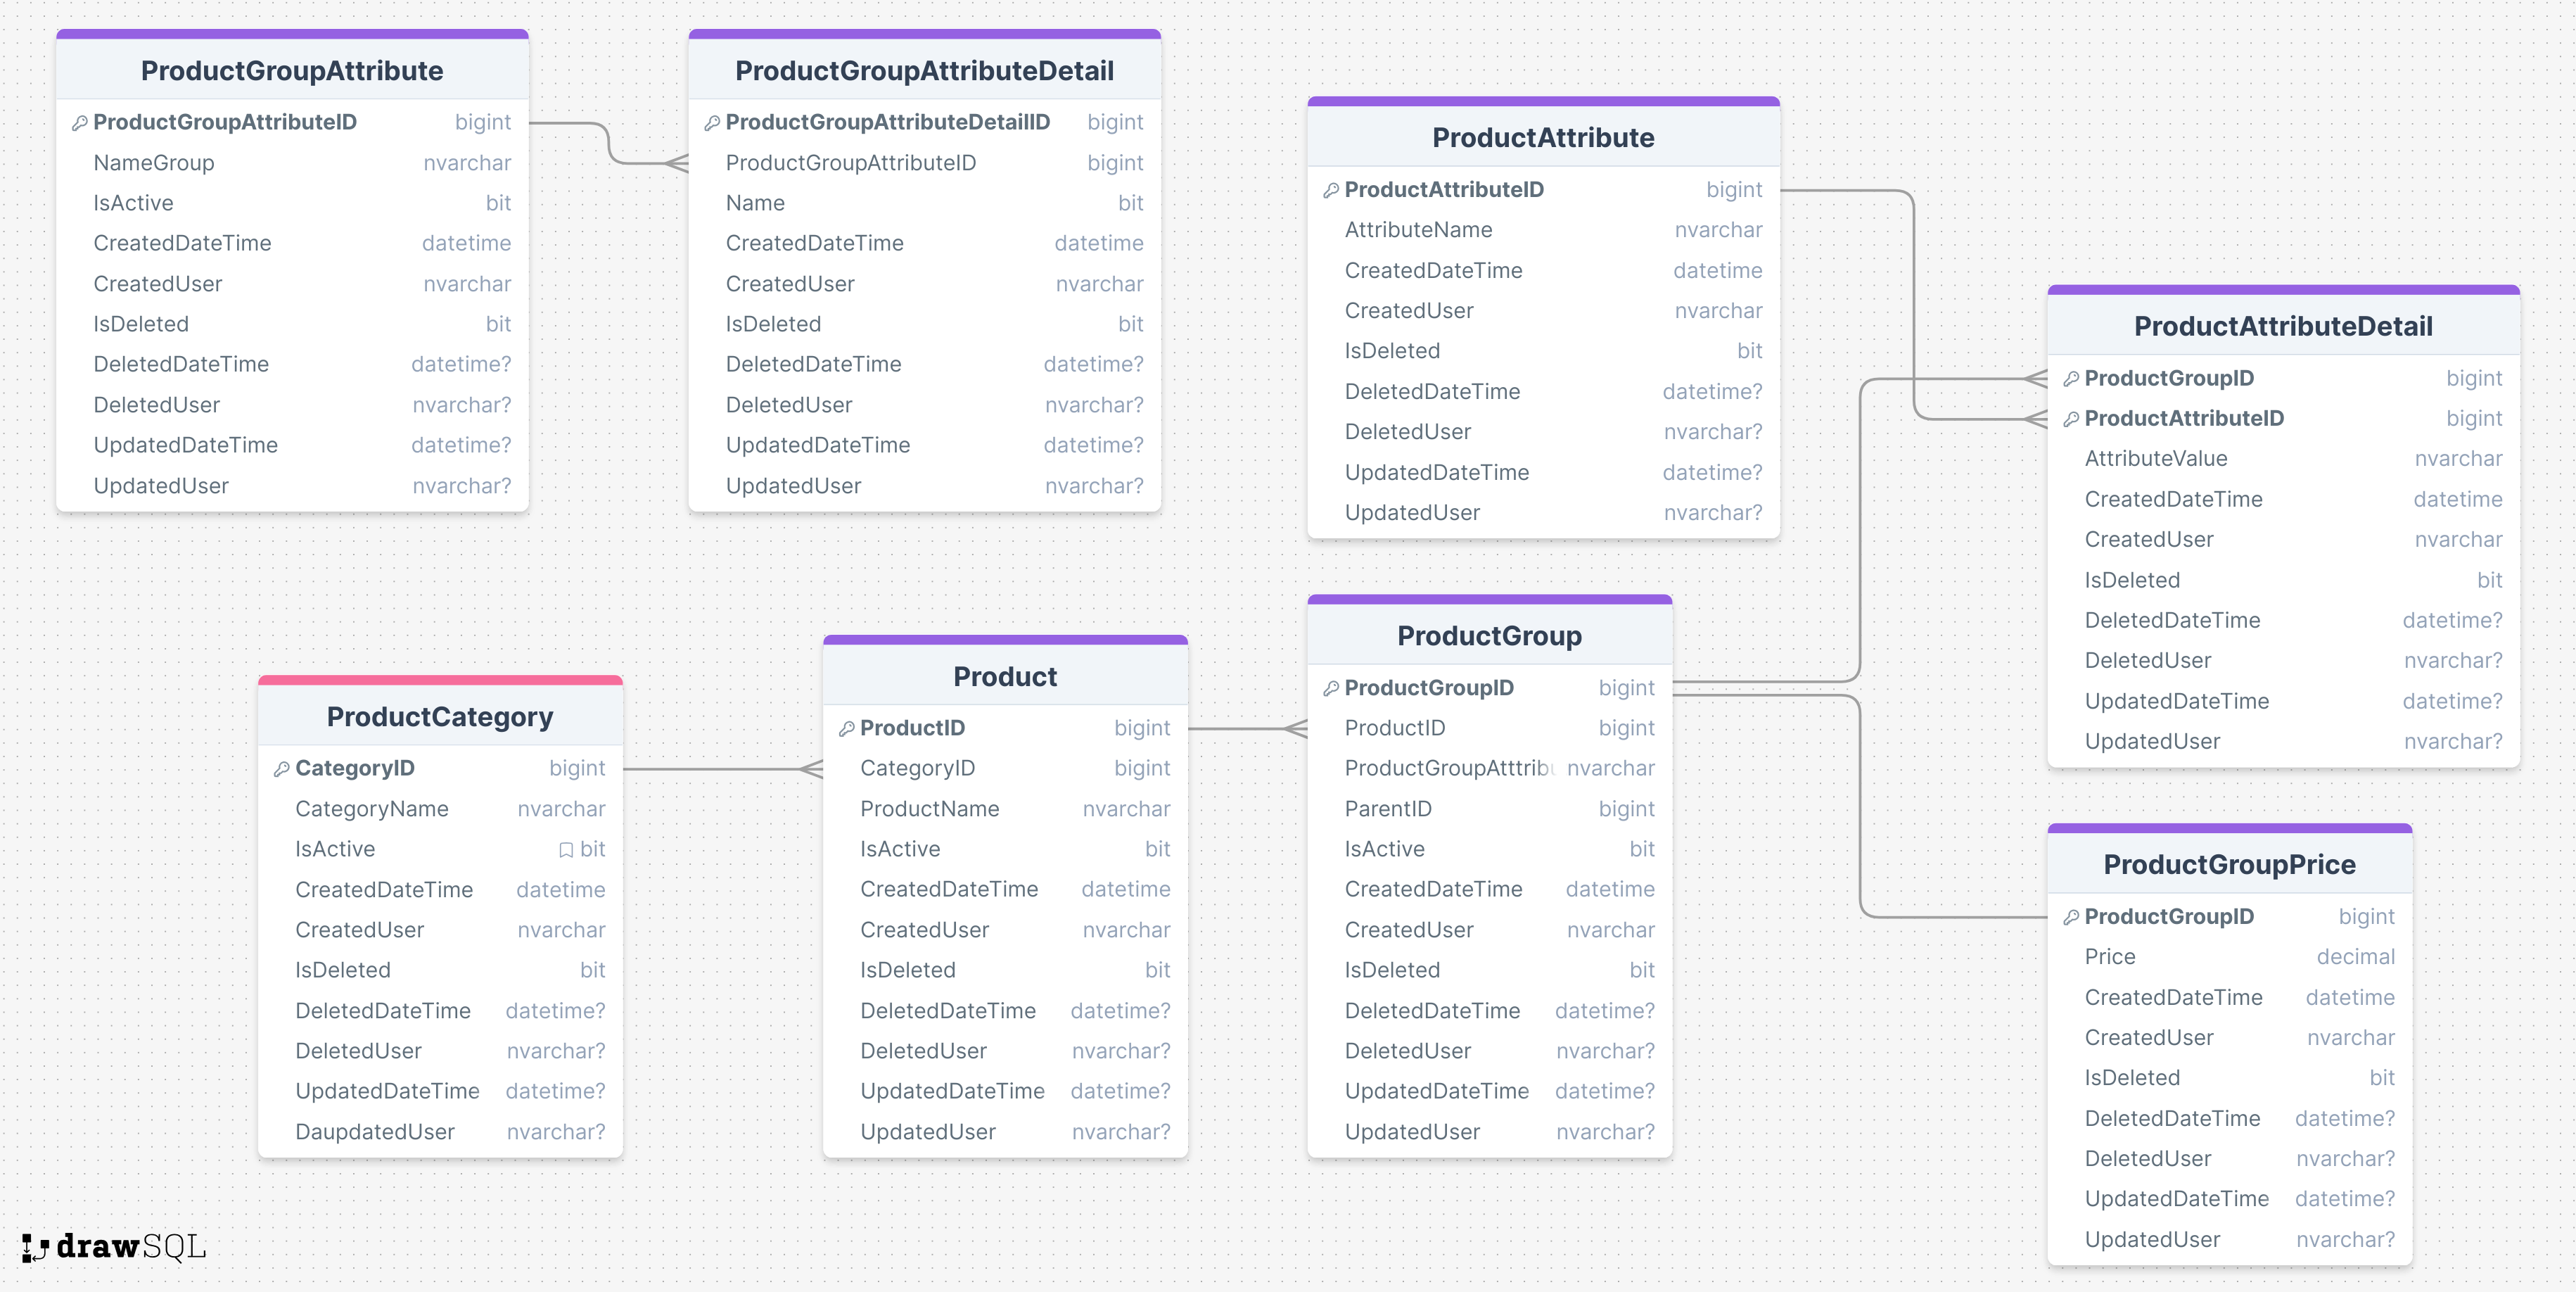 ProductGroupAttribute
ProductGroupAttributeID bigint
NameGroup nvarchar
IsActive bit
CreatedDateTime datetime
CreatedUser nvarchar
IsDeleted bit
DeletedDateTime datetime?
DeletedUser nvarchar?
UpdatedDateTime datetime?
UpdatedUser nvarchar?
ProductGroupAttributeDetail
ProductGroupAttributeDetailID bigint
ProductGroupAttributeID bigint
Name bit
CreatedDateTime datetime
CreatedUser nvarchar
IsDeleted bit
DeletedDateTime datetime?
DeletedUser nvarchar?
UpdatedDateTime datetime?
UpdatedUser nvarchar?
ProductAttribute
ProductAttributeID bigint
AttributeName nvarchar
CreatedDateTime datetime
CreatedUser nvarchar
IsDeleted bit
DeletedDateTime datetime?
DeletedUser nvarchar?
UpdatedDateTime datetime?
UpdatedUser nvarchar?
ProductAttributeDetail
ProductGroupID bigint
ProductAttributeID bigint
AttributeValue nvarchar
CreatedDateTime datetime
CreatedUser nvarchar
IsDeleted bit
DeletedDateTime datetime?
DeletedUser nvarchar?
UpdatedDateTime datetime?
UpdatedUser nvarchar?
ProductCategory
CategoryID bigint
CategoryName nvarchar
IsActive bit
CreatedDateTime datetime
CreatedUser nvarchar
IsDeleted bit
DeletedDateTime datetime?
DeletedUser nvarchar?
UpdatedDateTime datetime?
DaupdatedUser nvarchar?
Product
ProductID bigint
CategoryID bigint
ProductName nvarchar
IsActive bit
CreatedDateTime datetime
CreatedUser nvarchar
IsDeleted bit
DeletedDateTime datetime?
DeletedUser nvarchar?
UpdatedDateTime datetime?
UpdatedUser nvarchar?
ProductGroup
ProductGroupID bigint
ProductID bigint
ProductGroupAtttribu nvarchar
ParentID bigint
IsActive bit
CreatedDateTime datetime
CreatedUser nvarchar
IsDeleted bit
DeletedDateTime datetime?
DeletedUser nvarchar?
UpdatedDateTime datetime?
UpdatedUser nvarchar?
ProductGroupPrice
ProductGroupID bigint
Price decimal
CreatedDateTime datetime
CreatedUser nvarchar
IsDeleted bit
DeletedDateTime datetime?
DeletedUser nvarchar?
UpdatedDateTime datetime?
UpdatedUser nvarchar?
drawSQL